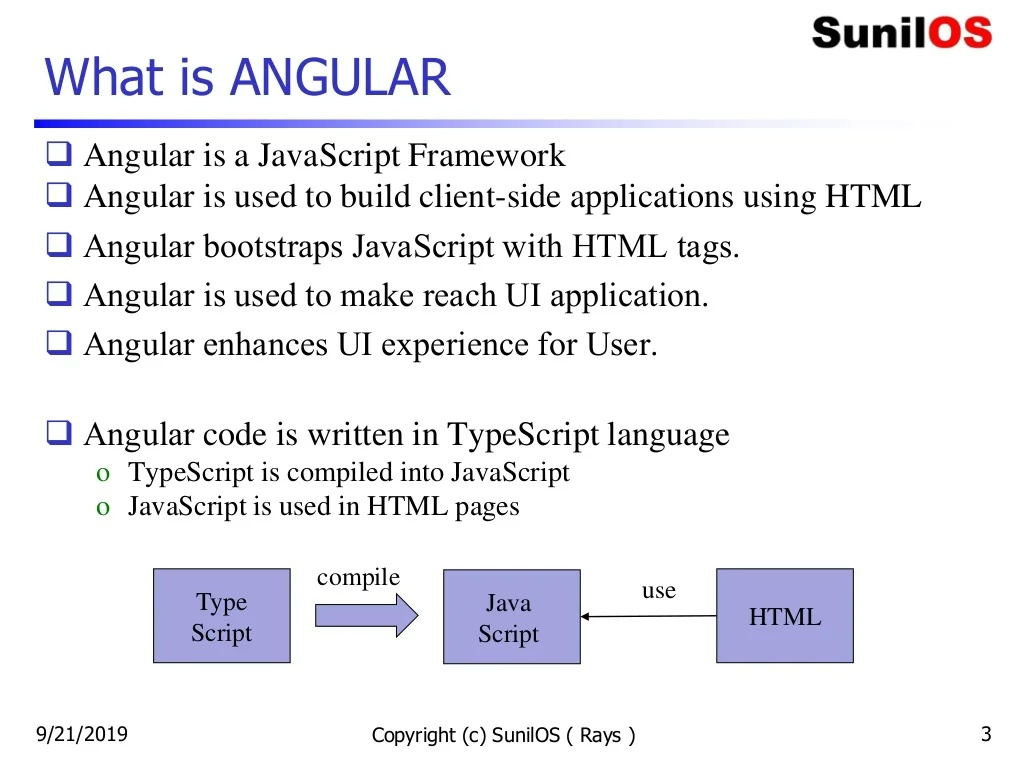 SunilOS
What is ANGULAR
Angular is a JavaScript Framework
Angular is used to build client-side applications using HTML
Angular bootstraps JavaScript with HTML tags.
Angular is used to make reach UI application.
Angular enhances UI experience for User.
Angular code is written in TypeScript language
o TypeScript is compiled into JavaScript
o JavaScript is used in HTML pages
Type
Script
compile
Java
Script
use
HTML
9/21/2019
Copyright (c) SunilOS ( Rays )
3